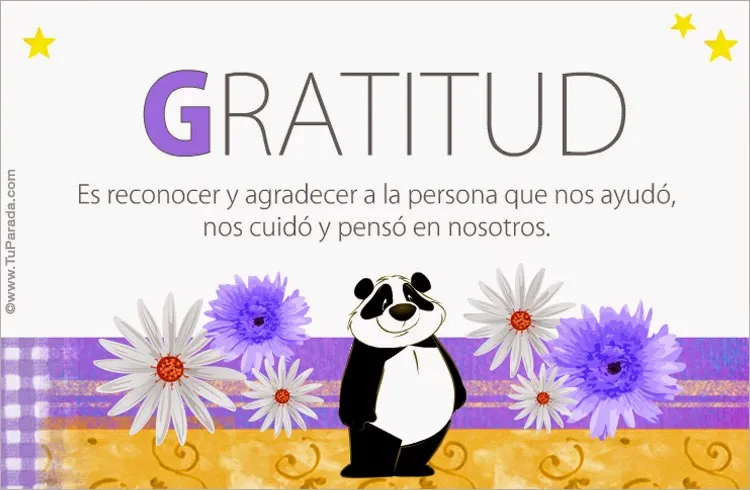 GRATITUD
Es reconocer y agradecer a la persona que nos ayudó,
nos cuidó y pensó en nosotros.
©www.TuParada.com